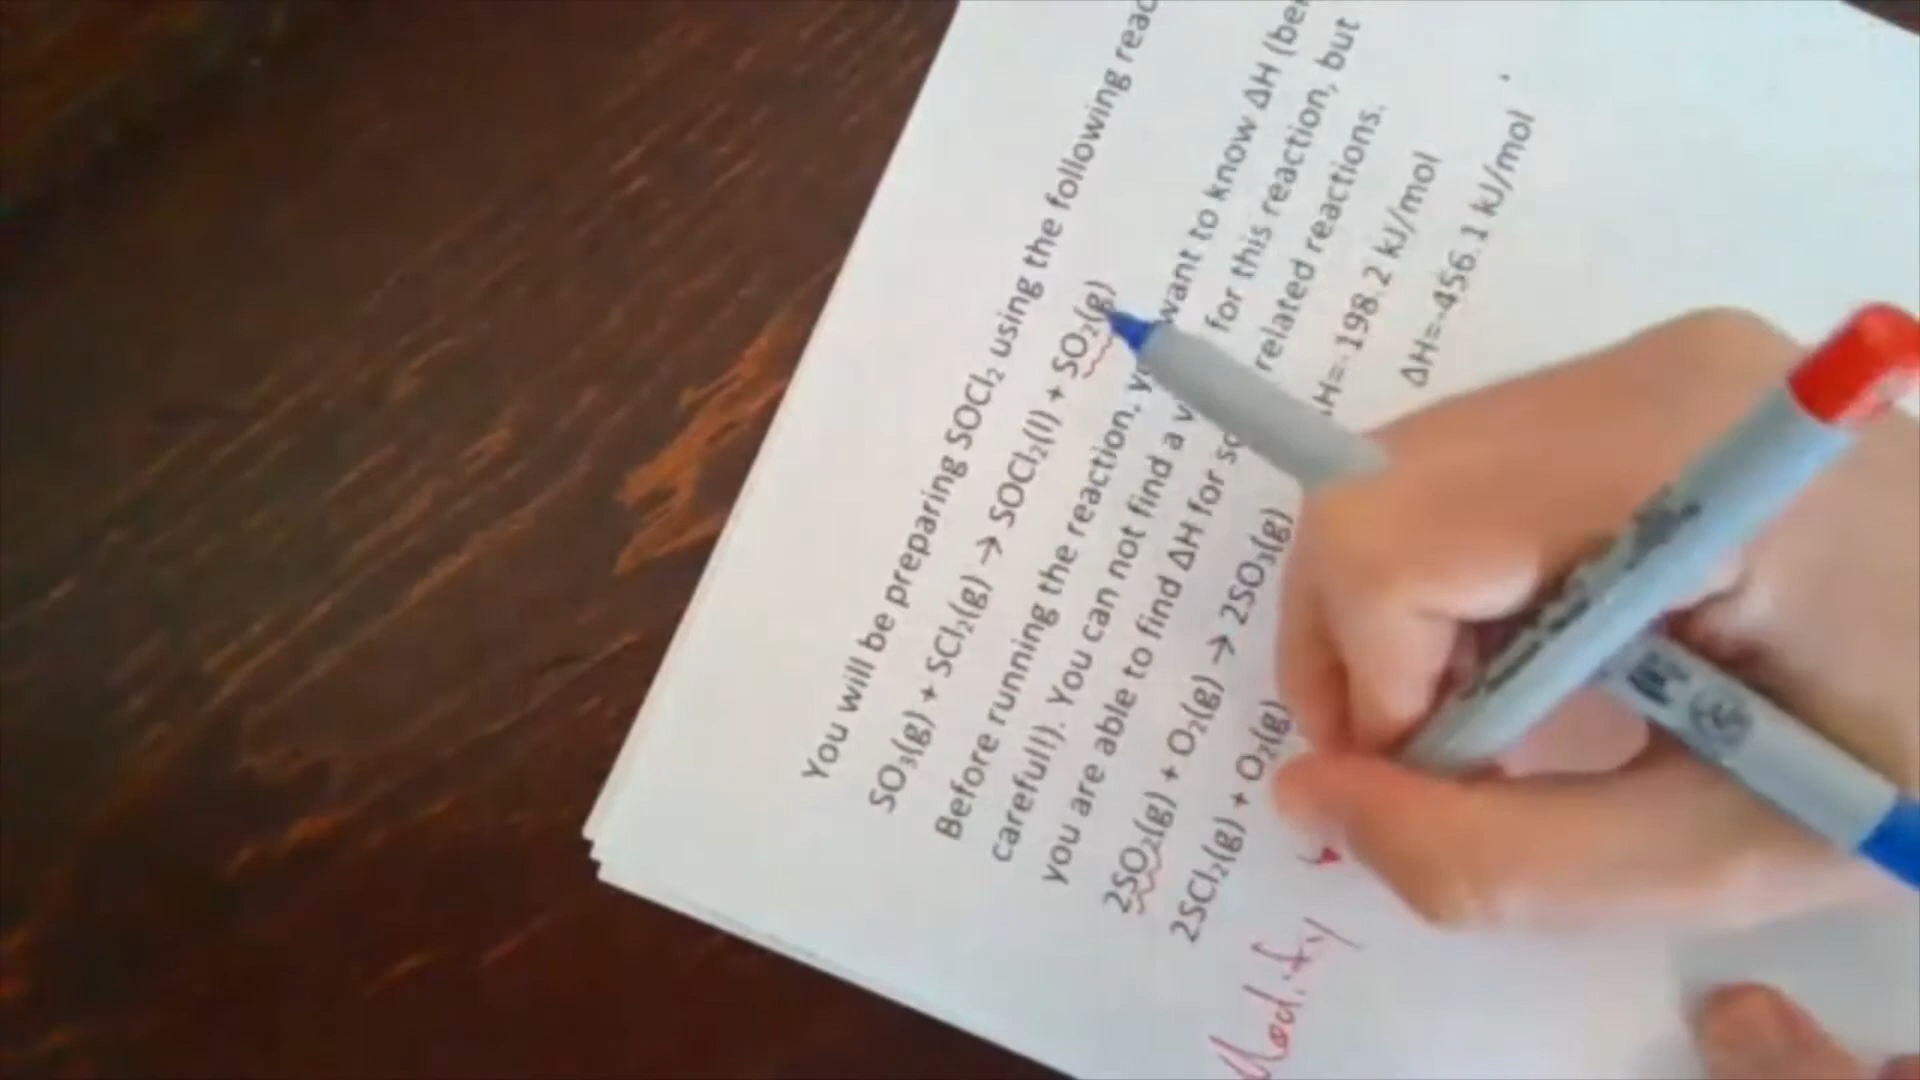 You will be preparing SOCl₂ using the following
SO₃(g) + SCl₂(g) → SOCl₂(l) + SO₂(g)
Before running the reaction, want to know ΔH
careful!). You can not find a for this reaction, but
you are able to find ΔH for related reactions.
2SO₂(g) + O₂(g) → 2SO₃(g) H=-198.2 kJ/mol
2SCl₂(g) + O₂(g) ΔH=-456.1 kJ/mol
Modify